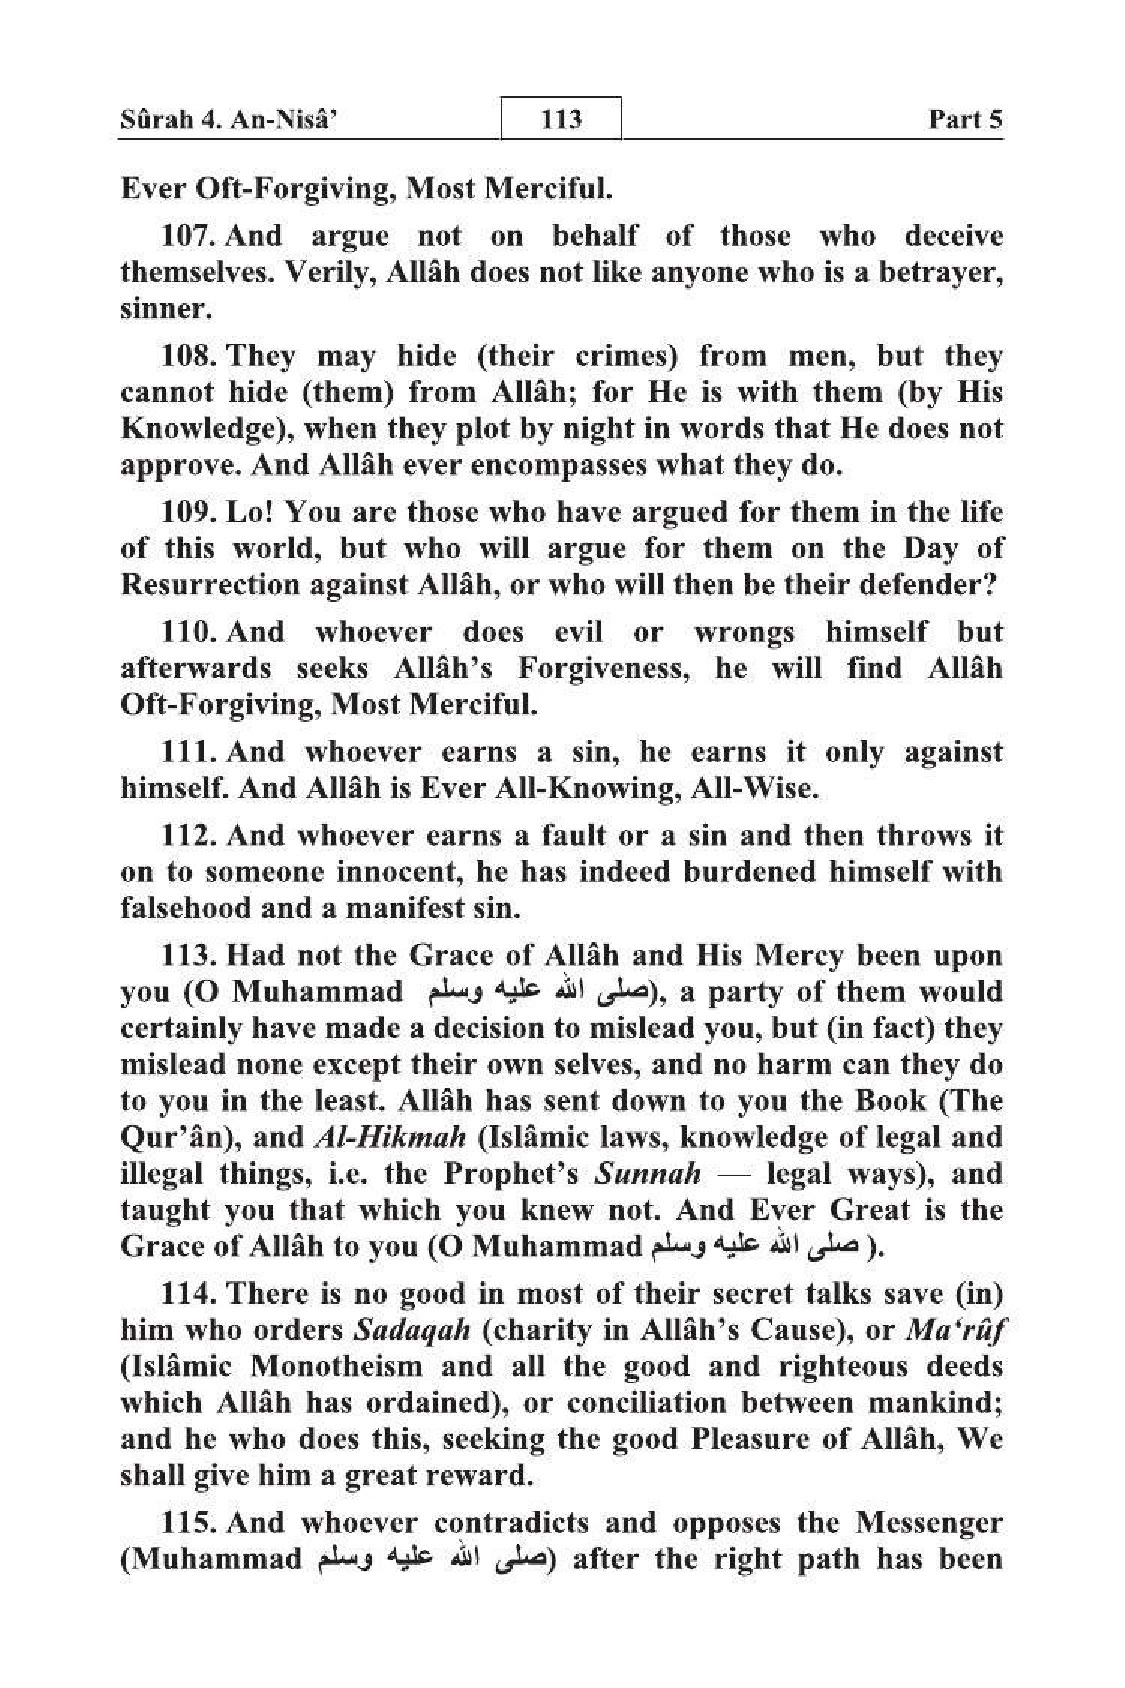 Sûrah 4. An-Nisâ’ 113 Part 5
Ever Oft-Forgiving, Most Merciful.
107. And argue not on behalf of those who deceive
themselves. Verily, Allâh does not like anyone who is a betrayer,
sinner.
108. They may hide (their crimes) from men, but they
cannot hide (them) from Allâh; for He is with them (by His
Knowledge), when they plot by night in words that He does not
approve. And Allâh ever encompasses what they do.
109. Lo! You are those who have argued for them in the life
of this world, but who will argue for them on the Day of
Resurrection against Allâh, or who will then be their defender?
110. And whoever does evil or wrongs himself but
afterwards seeks Allâh’s Forgiveness, he will find Allâh
Oft-Forgiving, Most Merciful.
111. And whoever earns a sin, he earns it only against
himself. And Allâh is Ever All-Knowing, All-Wise.
112. And whoever earns a fault or a sin and then throws it
on to someone innocent, he has indeed burdened himself with
falsehood and a manifest sin.
113. Had not the Grace of Allâh and His Mercy been upon
you (O Muhammad صلى الله عليه وسلم), a party of them would
certainly have made a decision to mislead you, but (in fact) they
mislead none except their own selves, and no harm can they do
to you in the least. Allâh has sent down to you the Book (The
Qur’ân), and Al-Hikmah (Islâmic laws, knowledge of legal and
illegal things, i.e. the Prophet’s Sunnah — legal ways), and
taught you that which you knew not. And Ever Great is the
Grace of Allâh to you (O Muhammad صلى الله عليه وسلم ).
114. There is no good in most of their secret talks save (in)
him who orders Sadaqah (charity in Allâh’s Cause), or Ma‘rûf
(Islâmic Monotheism and all the good and righteous deeds
which Allâh has ordained), or conciliation between mankind;
and he who does this, seeking the good Pleasure of Allâh, We
shall give him a great reward.
115. And whoever contradicts and opposes the Messenger
(Muhammad صلى الله عليه وسلم) after the right path has been